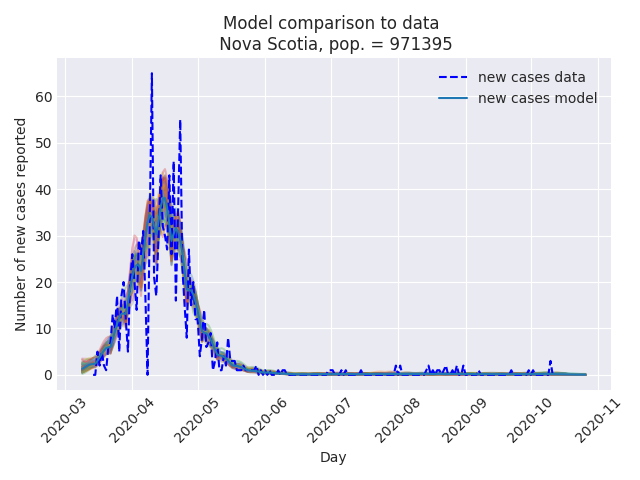 Model comparison to data
Nova Scotia, pop. = 971395
new cases data
new cases model
Number of new cases reported
60
50
40
30
20
10
0
2020-03
2020-04
2020-05
2020-06
2020-07
2020-08
2020-09
2020-10
2020-11
Day